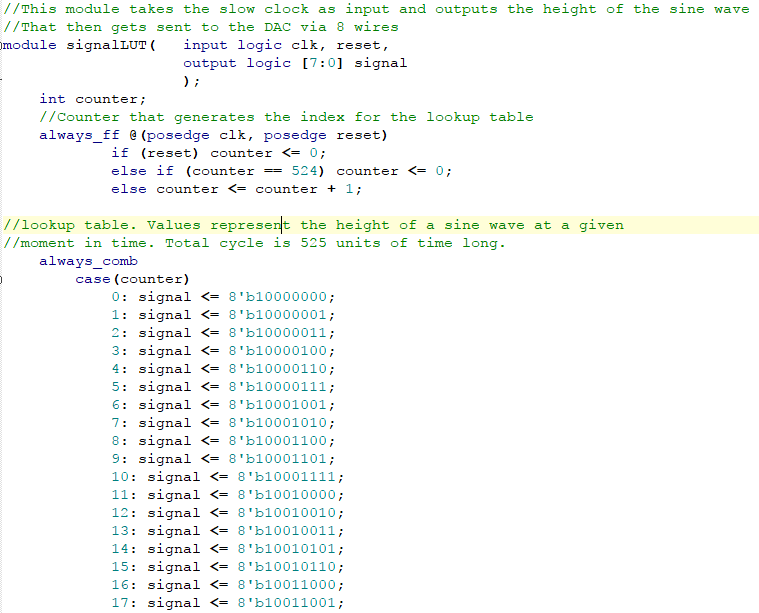 //This module takes the slow clock as input and outputs the height of the sine wave
//That then gets sent to the DAC via 8 wires
module signalLUT(   input logic clk, reset,
                    output logic [7:0] signal
                    );
    int counter;
    //Counter that generates the index for the lookup table
    always_ff @(posedge clk, posedge reset)
            if (reset) counter <= 0;
            else if (counter == 524) counter <= 0;
            else counter <= counter + 1;
//lookup table. Values represent the height of a sine wave at a given
//moment in time. Total cycle is 525 units of time long.
    always_comb
        case(counter)
            0: signal <= 8'b10000000;
            1: signal <= 8'b10000001;
            2: signal <= 8'b10000011;
            3: signal <= 8'b10000100;
            4: signal <= 8'b10000110;
            5: signal <= 8'b10000111;
            6: signal <= 8'b10001001;
            7: signal <= 8'b10001010;
            8: signal <= 8'b10001100;
            9: signal <= 8'b10001101;
            10: signal <= 8'b10001111;
            11: signal <= 8'b10010000;
            12: signal <= 8'b10010010;
            13: signal <= 8'b10010011;
            14: signal <= 8'b10010101;
            15: signal <= 8'b10010110;
            16: signal <= 8'b10011000;
            17: signal <= 8'b10011001;